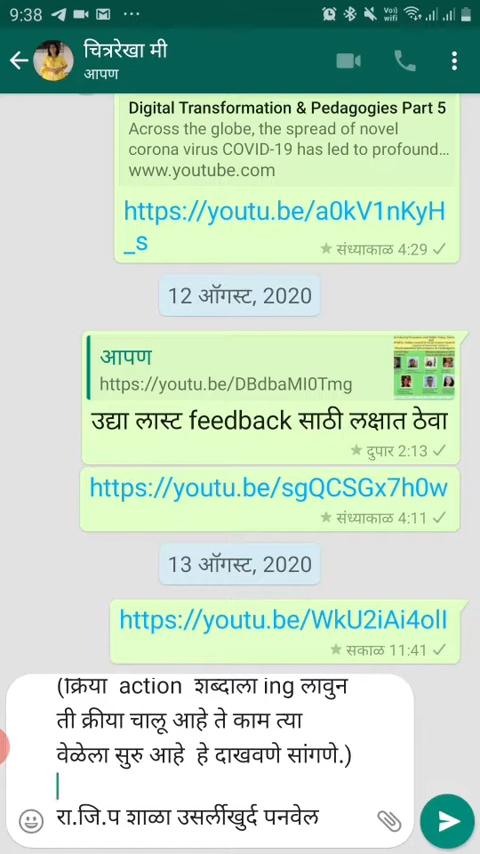 9:38
Vo)) wifi
चित्ररेखा मी
आपण
Digital Transformation & Pedagogies Part 5
Across the globe, the spread of novel
corona virus COVID-19 has led to profound...
www.youtube.com
https://youtu.be/a0kV1nKyH
_s
संध्याकाळ 4:29
12 ऑगस्ट, 2020
आपण
https://youtu.be/DBdbaMI0Tmg
उद्या लास्ट feedback साठी लक्षात ठेवा
दुपार 2:13
https://youtu.be/sgQCSGx7h0w
संध्याकाळ 4:11
13 ऑगस्ट, 2020
https://youtu.be/WkU2iAi4olI
सकाळ 11:41
(क्रिया action शब्दाला ing लावुन
ती क्रीया चालू आहे ते काम त्या
वेळेला सुरु आहे हे दाखवणे सांगणे.)
रा.जि.प शाळा उसर्लीखुर्द पनवेल